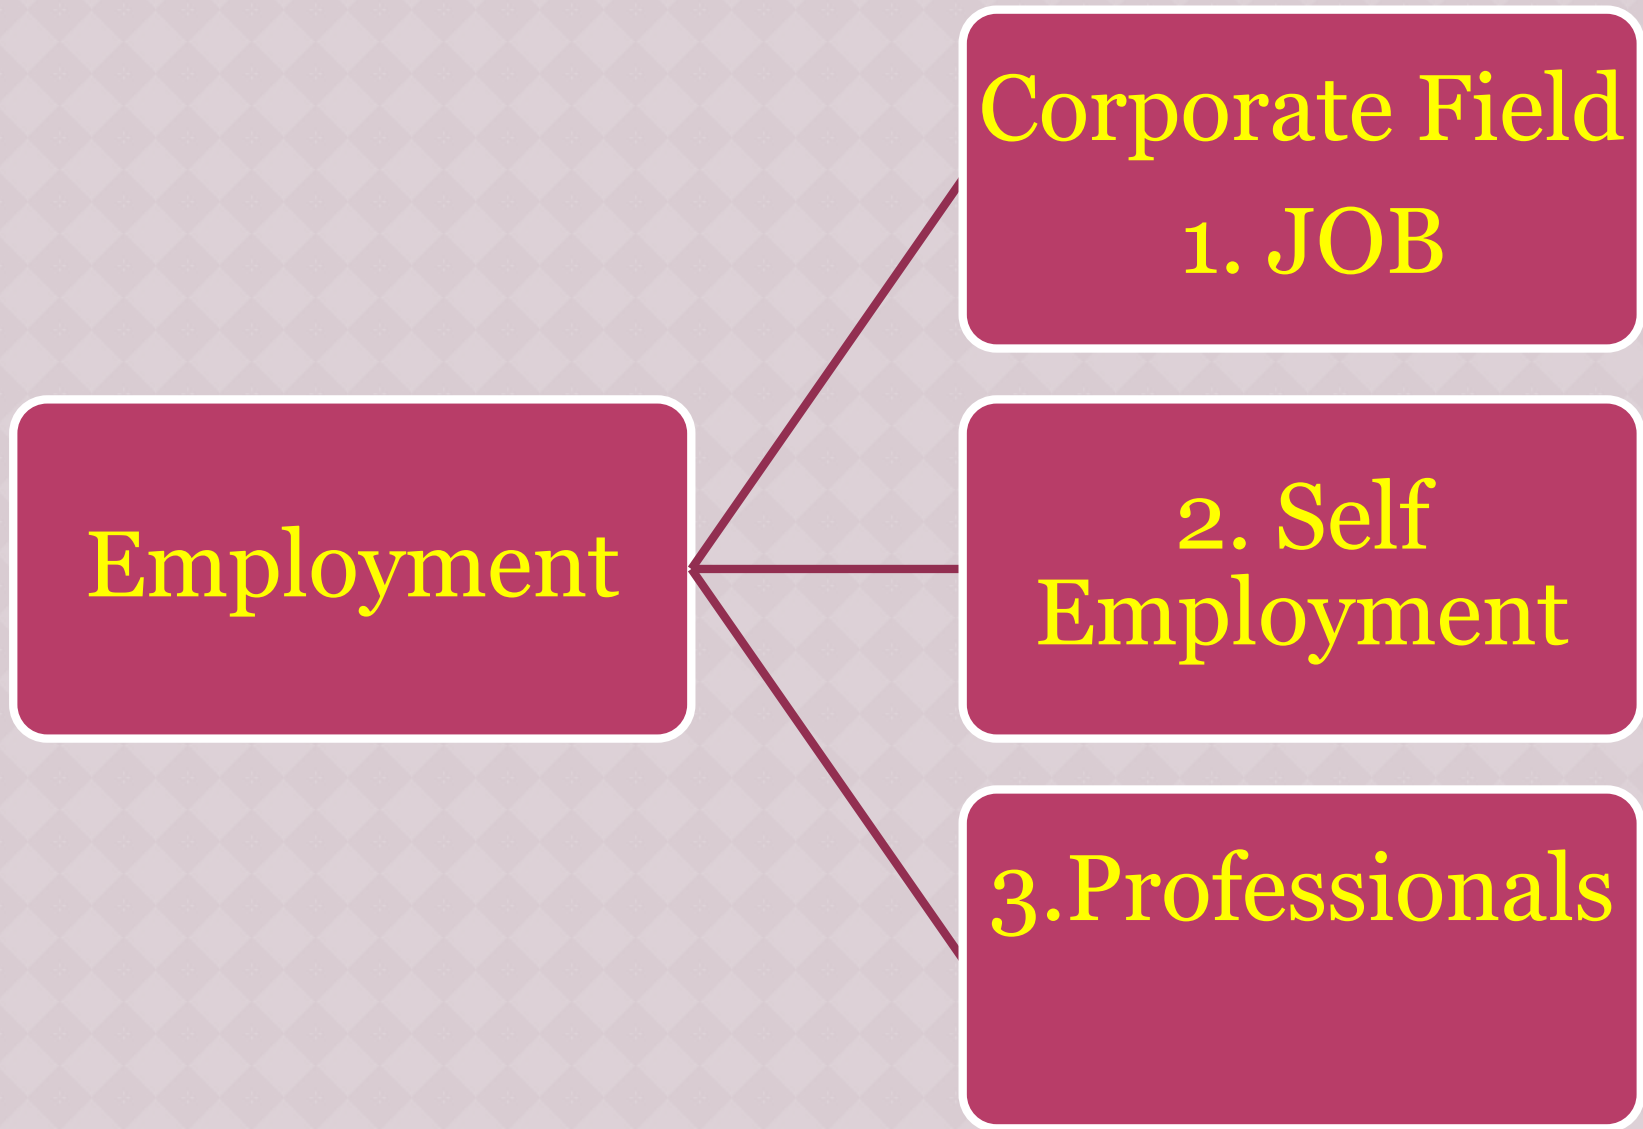 Corporate Field
1. JOB
Employment
2. Self
Employment
3.Professionals